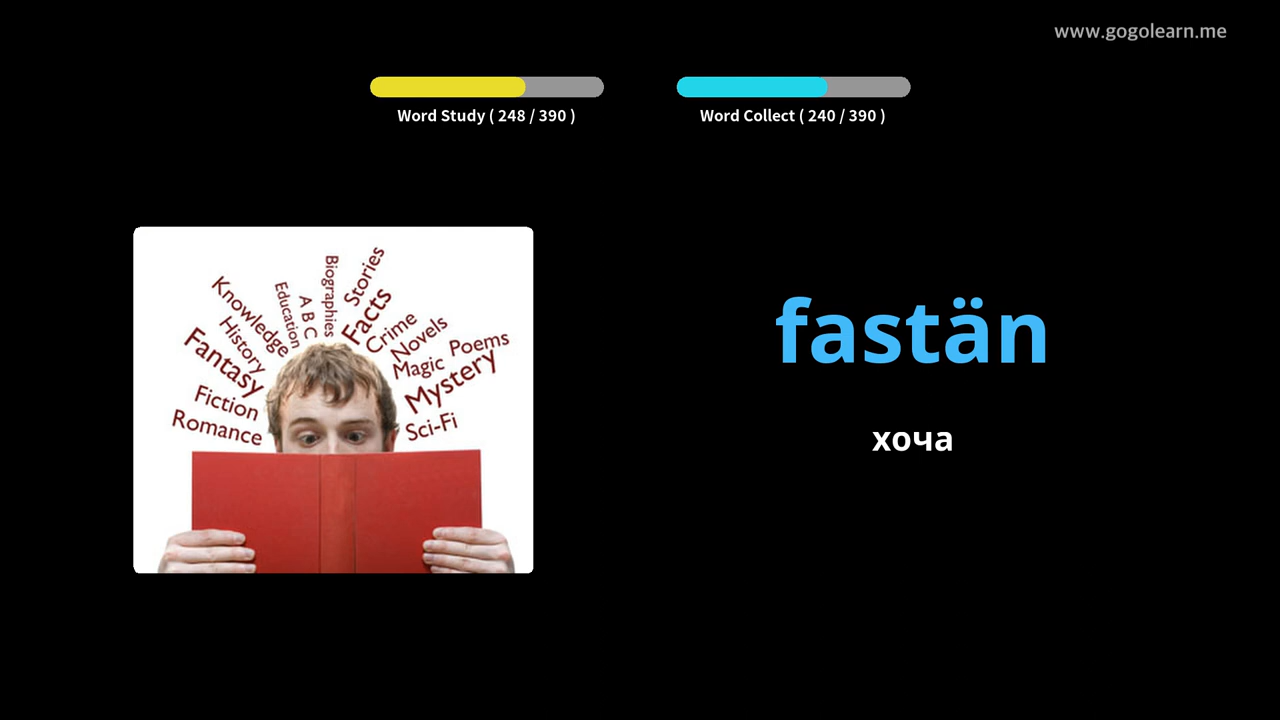 www.gogolearn.me
Word Study ( 248 / 390 )
Word Collect ( 240 / 390 )
fastän
хоча
Biographies
Stories
Education
A B C
Facts
Knowledge
Crime
History
Novels
Fantasy
Magic
Poems
Mystery
Fiction
Romance
Sci-Fi